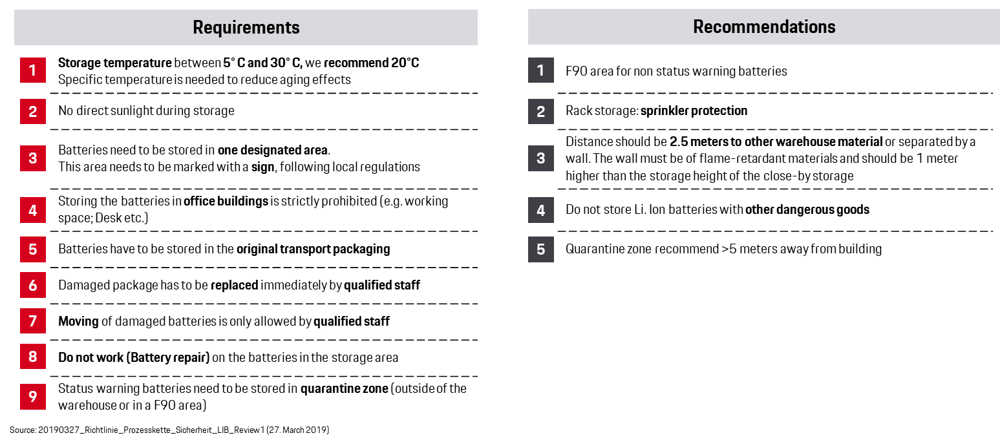 Requirements
1
Storage temperature between 5° C and 30° C, we recommend 20°C
Specific temperature is needed to reduce aging effects
2
No direct sunlight during storage
3
Batteries need to be stored in one designated area.
This area needs to be marked with a sign, following local regulations
4
Storing the batteries in office buildings is strictly prohibited (e.g. working
space; Desk etc.)
5
Batteries have to be stored in the original transport packaging
6
Damaged package has to be replaced immediately by qualified staff
7
Moving of damaged batteries is only allowed by qualified staff
8
Do not work (Battery repair) on the batteries in the storage area
9
Status warning batteries need to be stored in quarantine zone (outside of the
warehouse or in a F90 area)
Recommendations
1
F90 area for non status warning batteries
2
Rack storage: sprinkler protection
3
Distance should be 2.5 meters to other warehouse material or separated by a
wall. The wall must be of flame-retardant materials and should be 1 meter
higher than the storage height of the close-by storage
4
Do not store Li. Ion batteries with other dangerous goods
5
Quarantine zone recommend >5 meters away from building
Source: 20190327_Richtlinie_Prozesskette_Sicherheit_LIB_Review1 (27. March 2019)